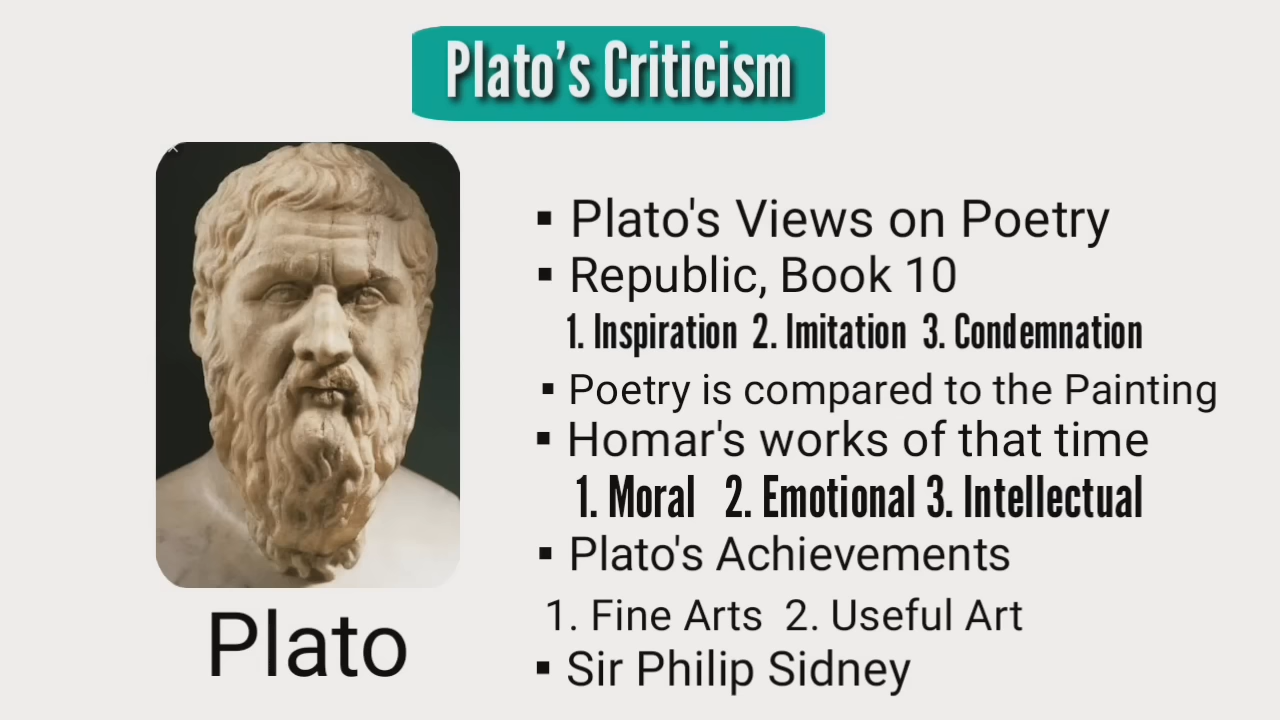 Plato's Criticism
▪ Plato's Views on Poetry
▪ Republic, Book 10
1. Inspiration 2. Imitation 3. Condemnation
▪ Poetry is compared to the Painting
▪ Homar's works of that time
1. Moral 2. Emotional 3. Intellectual
▪ Plato's Achievements
1. Fine Arts 2. Useful Art
▪ Sir Philip Sidney
Plato